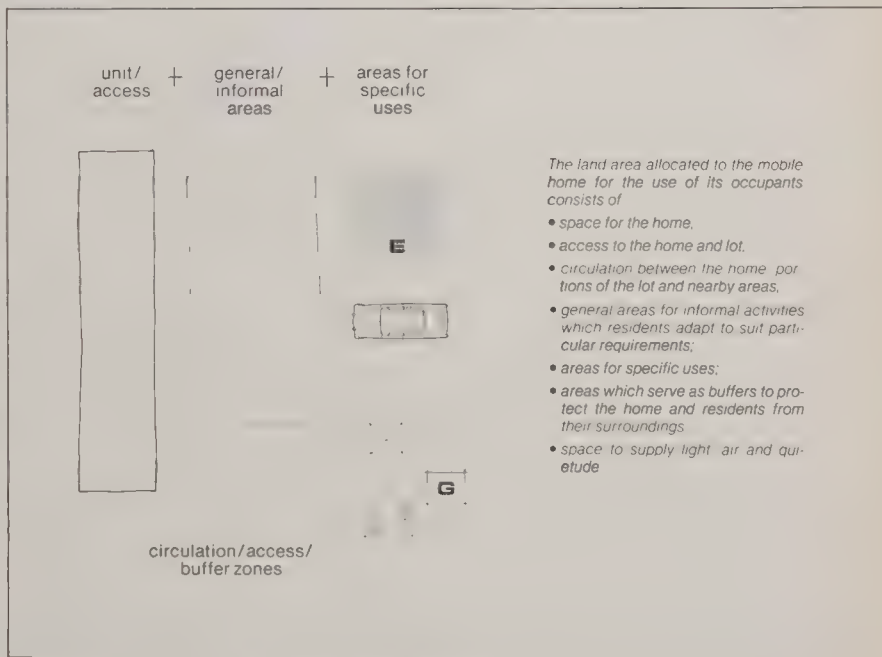 unit/ + general/ + areas for
access informal specific
areas uses
E
G
circulation/access/
buffer zones
The land area allocated to the mobile
home for the use of its occupants
consists of
• space for the home,
• access to the home and lot,
• circulation between the home por-
tions of the lot and nearby areas,
• general areas for informal activities
which residents adapt to suit parti-
cular requirements;
• areas for specific uses;
• areas which serve as buffers to pro-
tect the home and residents from
their surroundings
• space to supply light air and qui-
etude